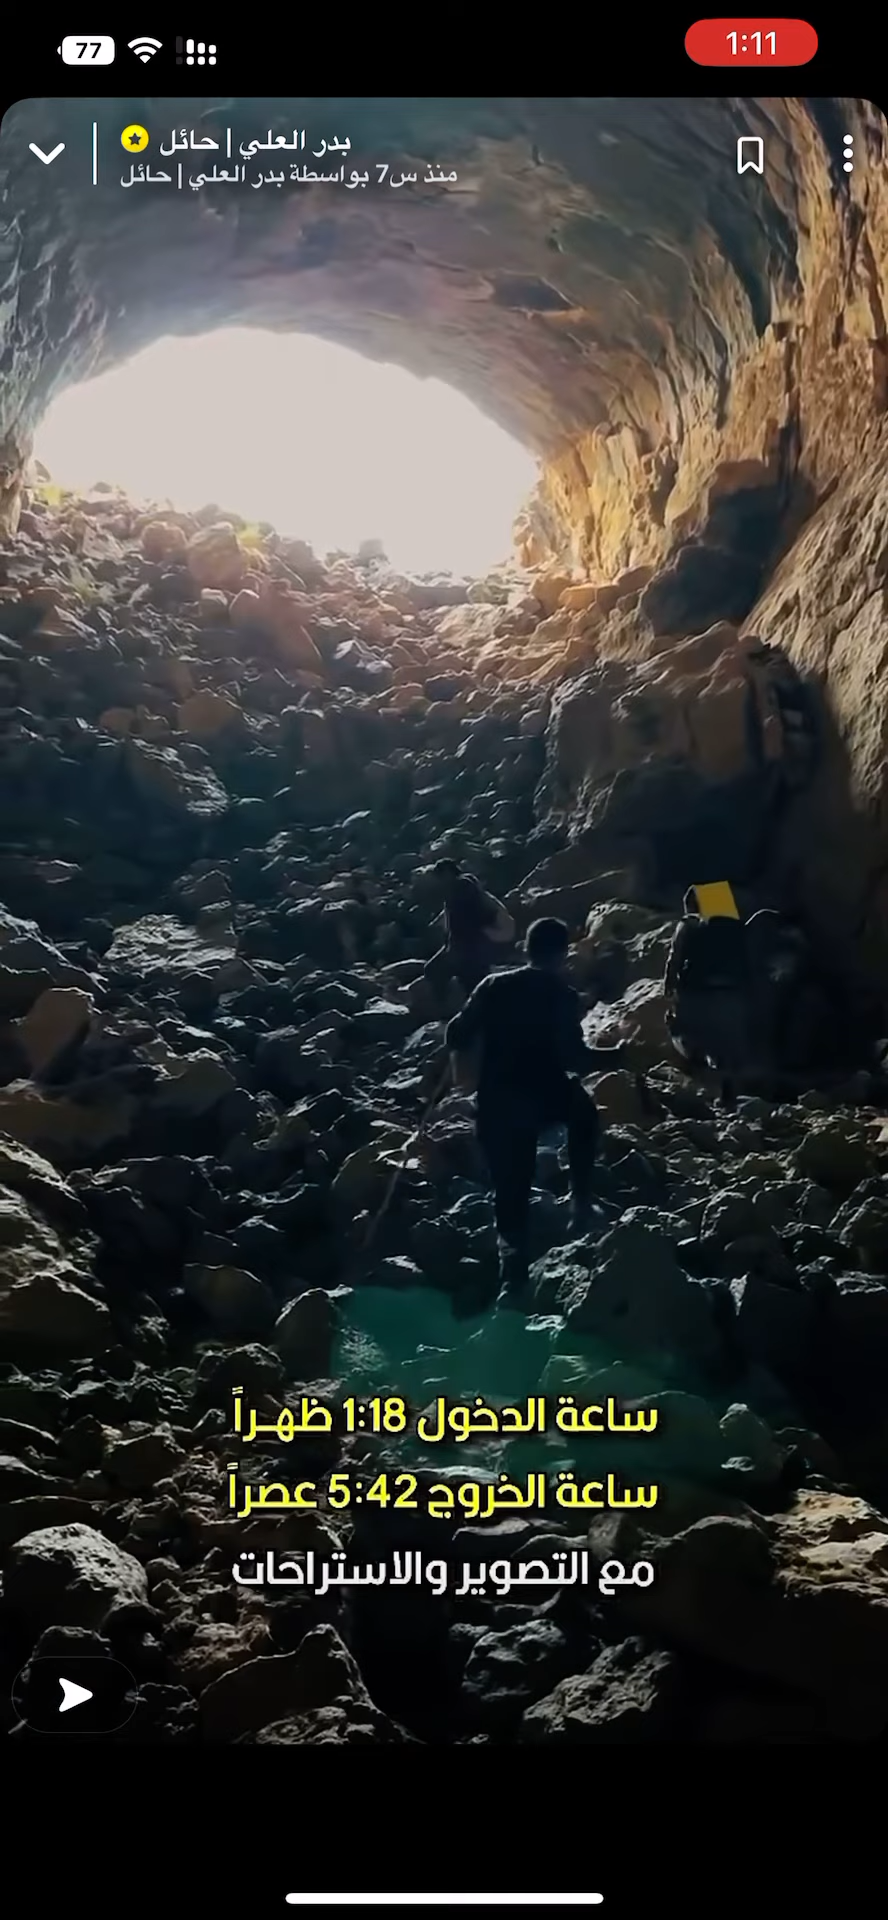 77
1:11
بدر العلي | حائل
منذ 7س بواسطة بدر العلي | حائل
ساعة الدخول 1:18 ظهراً
ساعة الخروج 5:42 عصراً
مع التصوير والاستراحات